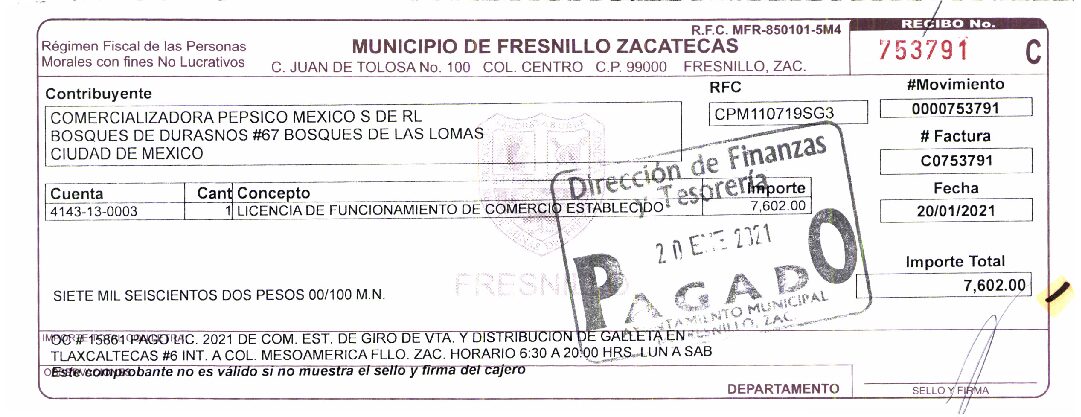 R.F.C. MFR-850101-5M4
RECIBO No.
Régimen Fiscal de las Personas
Morales con fines No Lucrativos
MUNICIPIO DE FRESNILLO ZACATECAS
C. JUAN DE TOLOSA No. 100 COL. CENTRO C.P. 99000 FRESNILLO, ZAC.
753791 C
Contribuyente
RFC
#Movimiento
COMERCIALIZADORA PEPSICO MEXICO S DE RL
BOSQUES DE DURASNOS #67 BOSQUES DE LAS LOMAS
CIUDAD DE MEXICO
CPM110719SG3
0000753791
# Factura
C0753791
Cuenta Cant Concepto Importe
4143-13-0003 1 LICENCIA DE FUNCIONAMIENTO DE COMERCIO ESTABLECIDO 7,602.00
Fecha
20/01/2021
Dirección de Finanzas
y Tesorería
20 ENE 2021
PAGADO
AYUNTAMIENTO MUNICIPAL
FRESNILLO, ZAC.
FRESNILLO
Importe Total
7,602.00
SIETE MIL SEISCIENTOS DOS PESOS 00/100 M.N.
OC # 15861 PAGO LIC. 2021 DE COM. EST. DE GIRO DE VTA. Y DISTRIBUCION DE GALLETA EN
TLAXCALTECAS #6 INT. A COL. MESOAMERICA FLLO. ZAC. HORARIO 6:30 A 20:00 HRS. LUN A SAB
Este comprobante no es válido si no muestra el sello y firma del cajero
DEPARTAMENTO
SELLO Y FIRMA